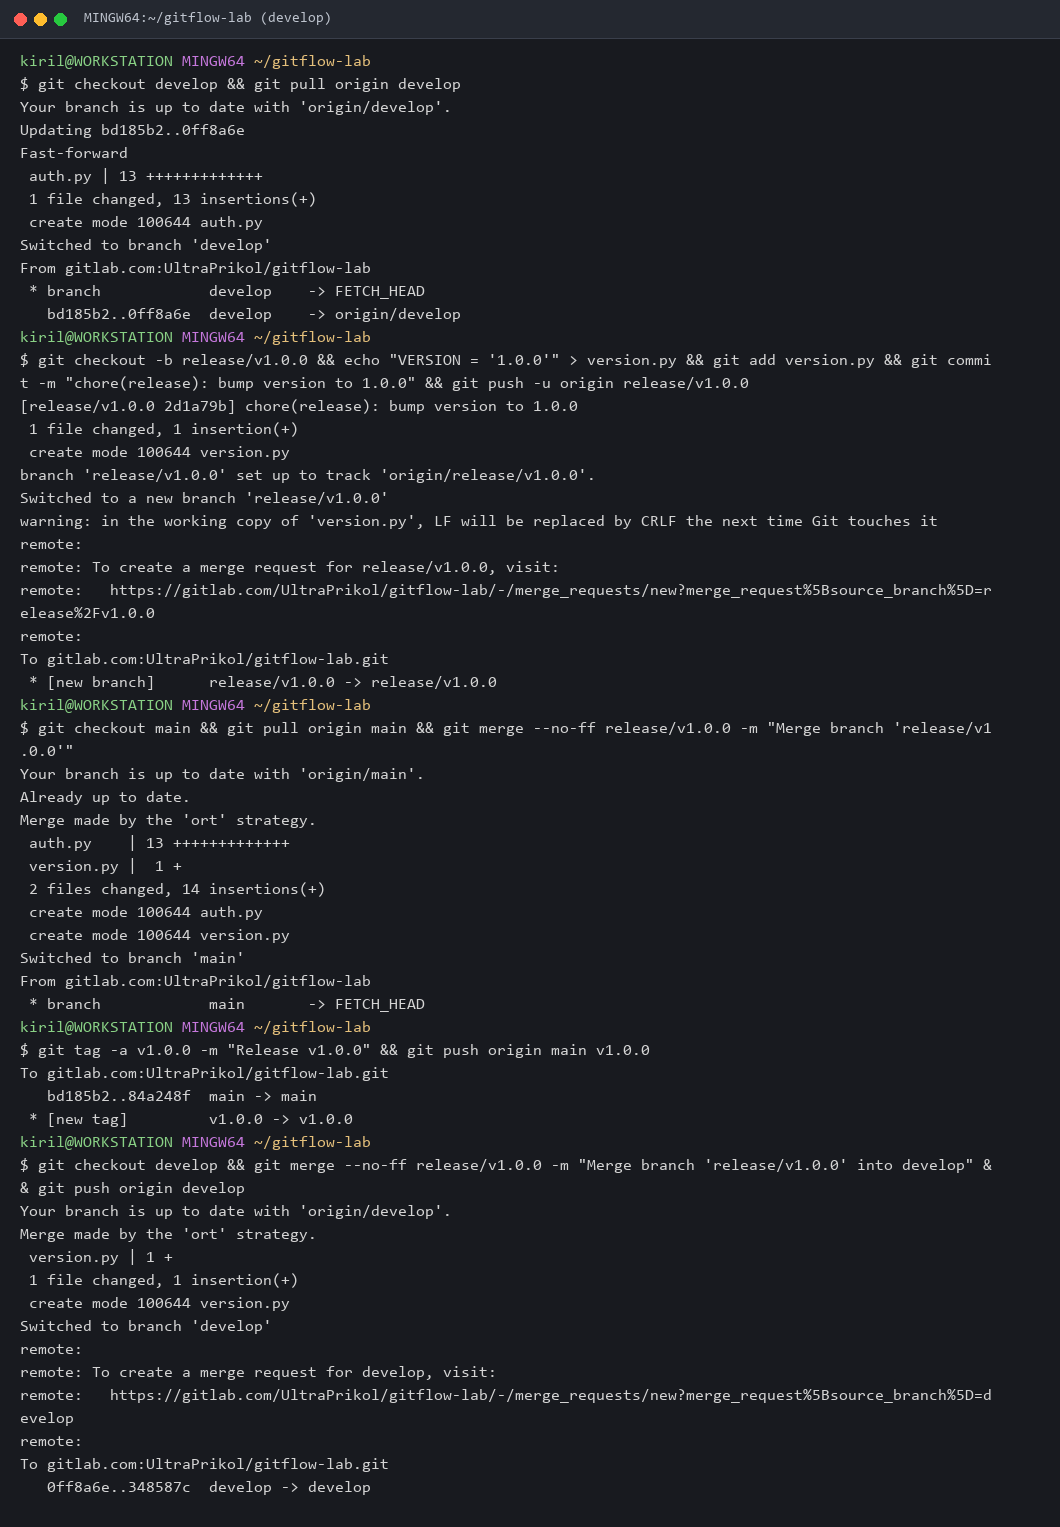 MINGW64:~/gitflow-lab (develop)
kiril@WORKSTATION MINGW64 ~/gitflow-lab
$ git checkout develop && git pull origin develop
Your branch is up to date with 'origin/develop'.
Updating bd185b2..0ff8a6e
Fast-forward
 auth.py | 13 +++++++++++++
 1 file changed, 13 insertions(+)
 create mode 100644 auth.py
Switched to branch 'develop'
From gitlab.com:UltraPrikol/gitflow-lab
 * branch            develop    -> FETCH_HEAD
   bd185b2..0ff8a6e  develop    -> origin/develop
kiril@WORKSTATION MINGW64 ~/gitflow-lab
$ git checkout -b release/v1.0.0 && echo "VERSION = '1.0.0'" > version.py && git add version.py && git commi
t -m "chore(release): bump version to 1.0.0" && git push -u origin release/v1.0.0
[release/v1.0.0 2d1a79b] chore(release): bump version to 1.0.0
 1 file changed, 1 insertion(+)
 create mode 100644 version.py
branch 'release/v1.0.0' set up to track 'origin/release/v1.0.0'.
Switched to a new branch 'release/v1.0.0'
warning: in the working copy of 'version.py', LF will be replaced by CRLF the next time Git touches it
remote:
remote: To create a merge request for release/v1.0.0, visit:
remote:   https://gitlab.com/UltraPrikol/gitflow-lab/-/merge_requests/new?merge_request%5Bsource_branch%5D=r
elease%2Fv1.0.0
remote:
To gitlab.com:UltraPrikol/gitflow-lab.git
 * [new branch]      release/v1.0.0 -> release/v1.0.0
kiril@WORKSTATION MINGW64 ~/gitflow-lab
$ git checkout main && git pull origin main && git merge --no-ff release/v1.0.0 -m "Merge branch 'release/v1
.0.0'"
Your branch is up to date with 'origin/main'.
Already up to date.
Merge made by the 'ort' strategy.
 auth.py    | 13 +++++++++++++
 version.py |  1 +
 2 files changed, 14 insertions(+)
 create mode 100644 auth.py
 create mode 100644 version.py
Switched to branch 'main'
From gitlab.com:UltraPrikol/gitflow-lab
 * branch            main       -> FETCH_HEAD
kiril@WORKSTATION MINGW64 ~/gitflow-lab
$ git tag -a v1.0.0 -m "Release v1.0.0" && git push origin main v1.0.0
To gitlab.com:UltraPrikol/gitflow-lab.git
   bd185b2..84a248f  main -> main
 * [new tag]         v1.0.0 -> v1.0.0
kiril@WORKSTATION MINGW64 ~/gitflow-lab
$ git checkout develop && git merge --no-ff release/v1.0.0 -m "Merge branch 'release/v1.0.0' into develop" &
& git push origin develop
Your branch is up to date with 'origin/develop'.
Merge made by the 'ort' strategy.
 version.py | 1 +
 1 file changed, 1 insertion(+)
 create mode 100644 version.py
Switched to branch 'develop'
remote:
remote: To create a merge request for develop, visit:
remote:   https://gitlab.com/UltraPrikol/gitflow-lab/-/merge_requests/new?merge_request%5Bsource_branch%5D=d
evelop
remote:
To gitlab.com:UltraPrikol/gitflow-lab.git
   0ff8a6e..348587c  develop -> develop